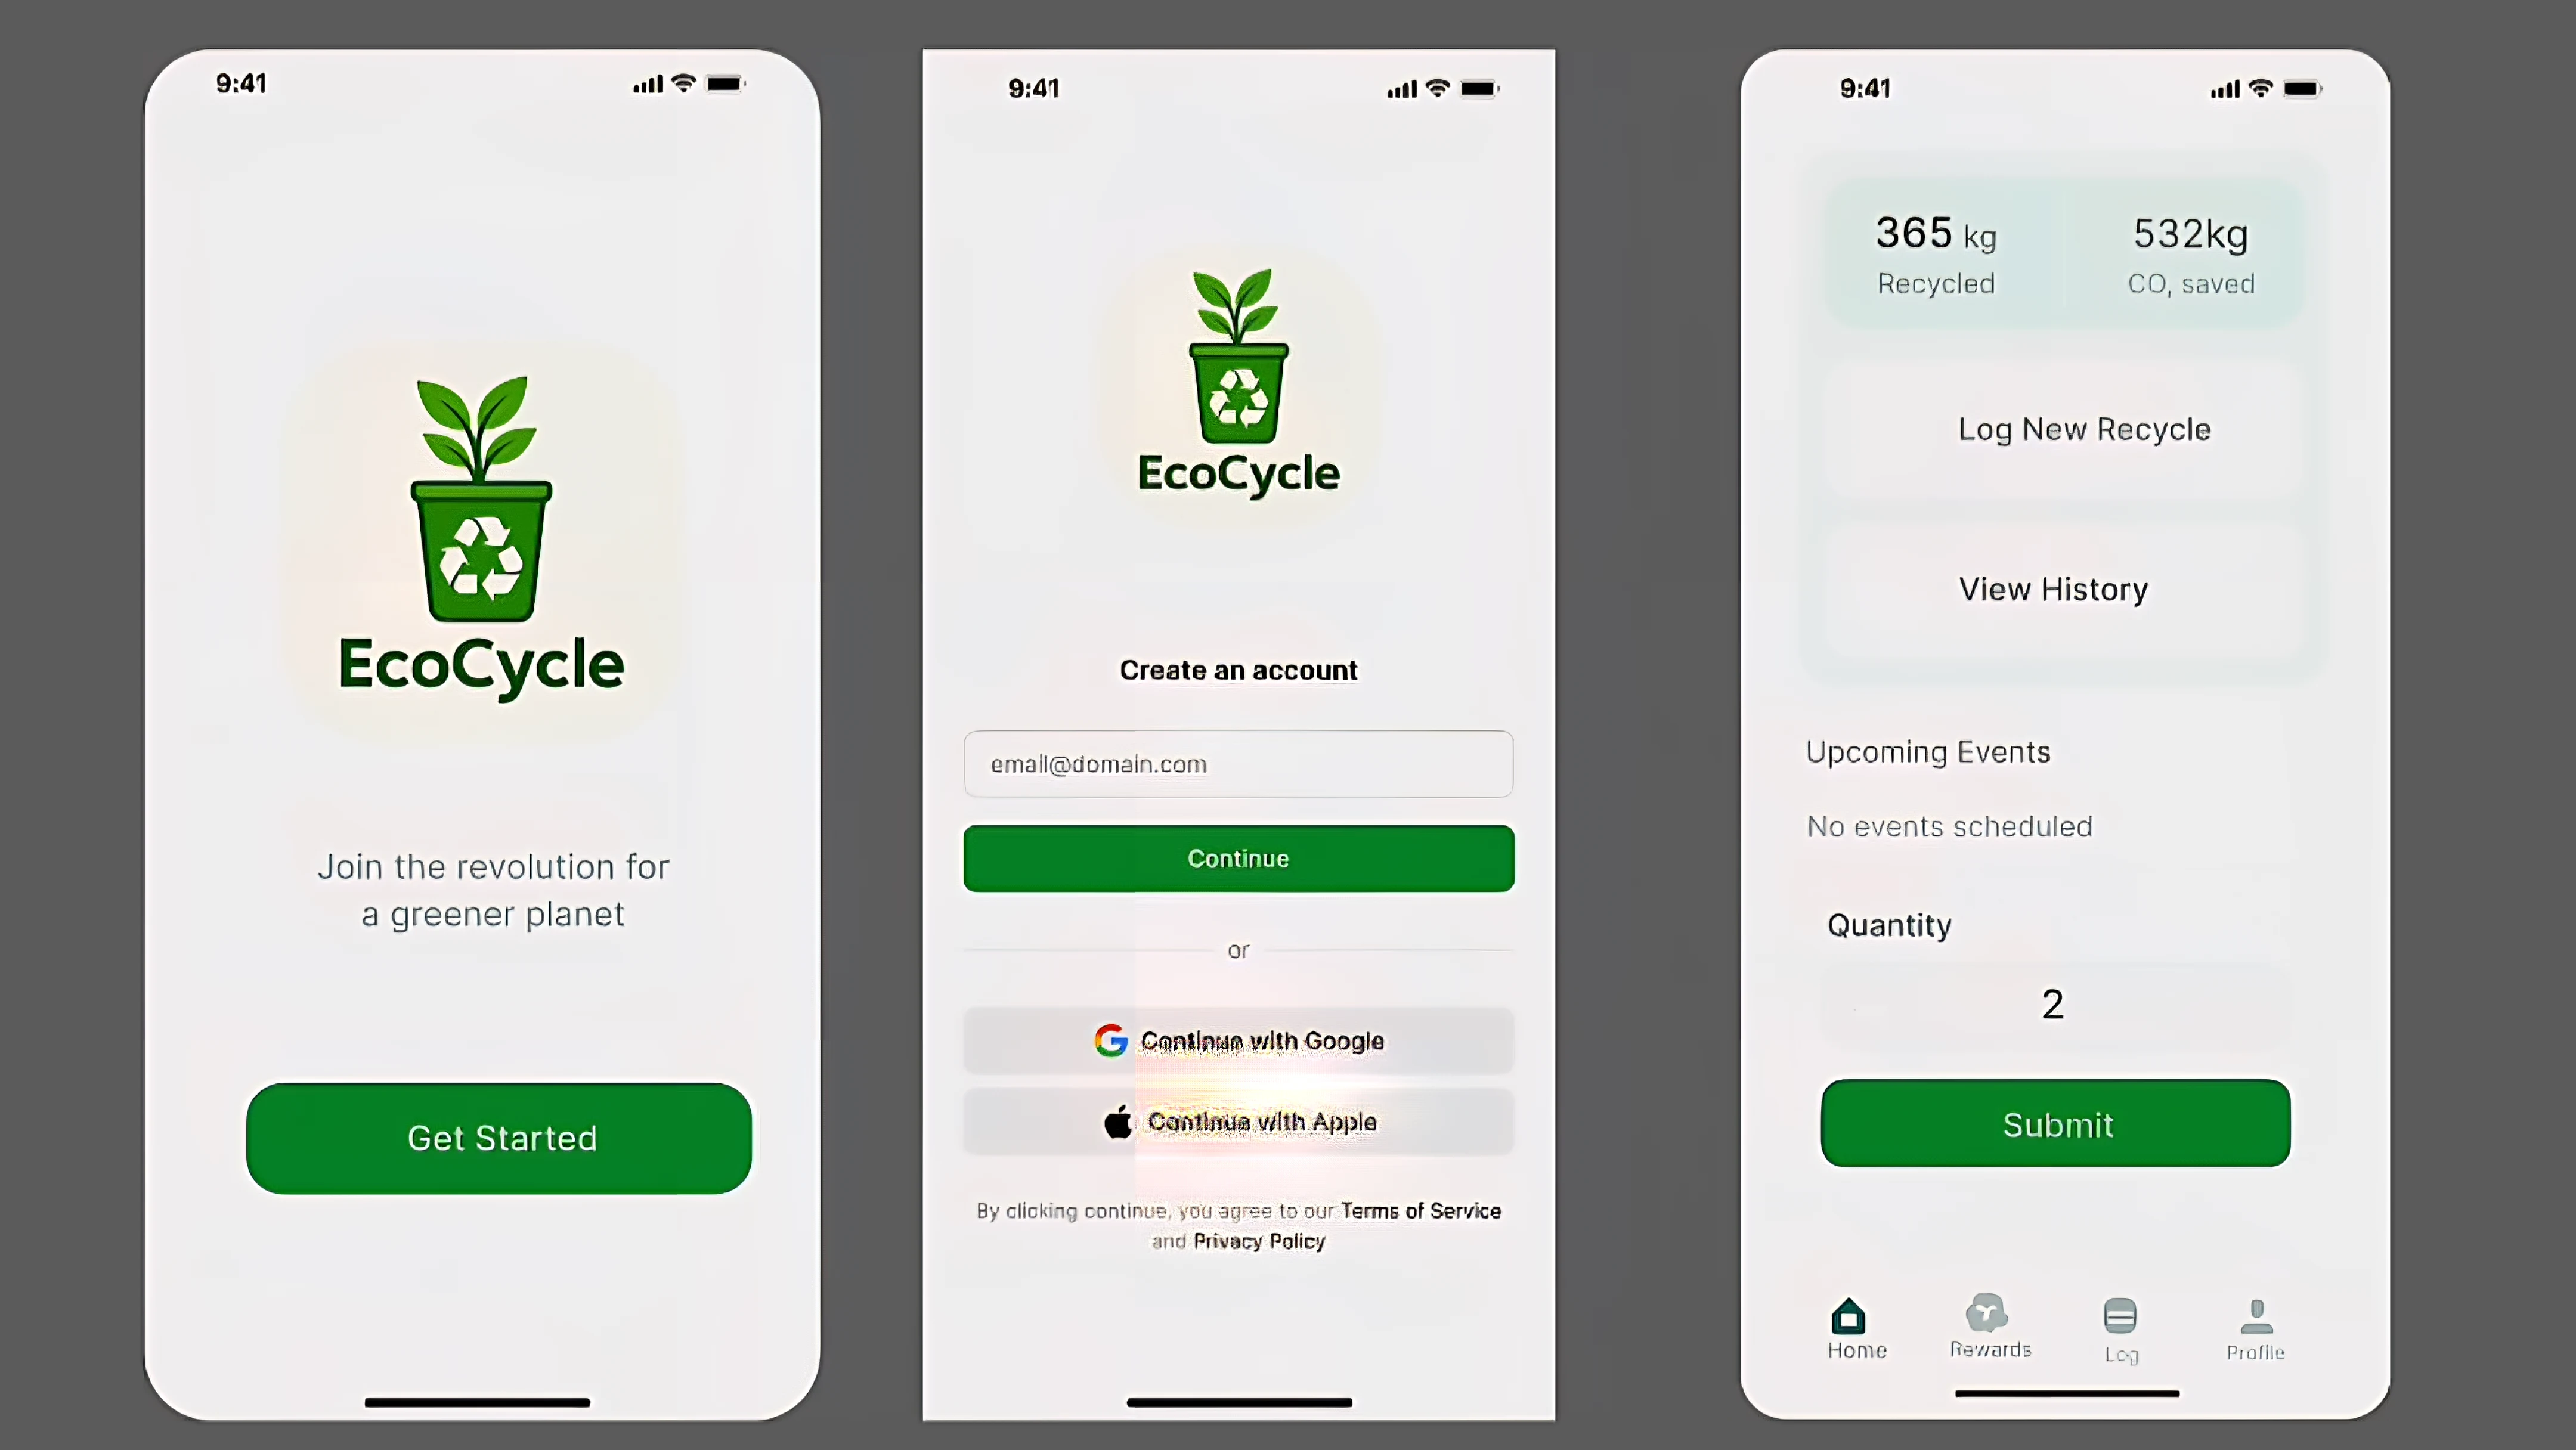 9:41
EcoCycle
Join the revolution for
a greener planet
Get Started
9:41
EcoCycle
Create an account
email@domain.com
Continue
or
Continue with Google
Continue with Apple
By clicking continue, you agree to our Terms of Service
and Privacy Policy
9:41
365 kg
532kg
Recycled
CO, saved
Log New Recycle
View History
Upcoming Events
No events scheduled
Quantity
2
Submit
Home
Rewards
Log
Profile